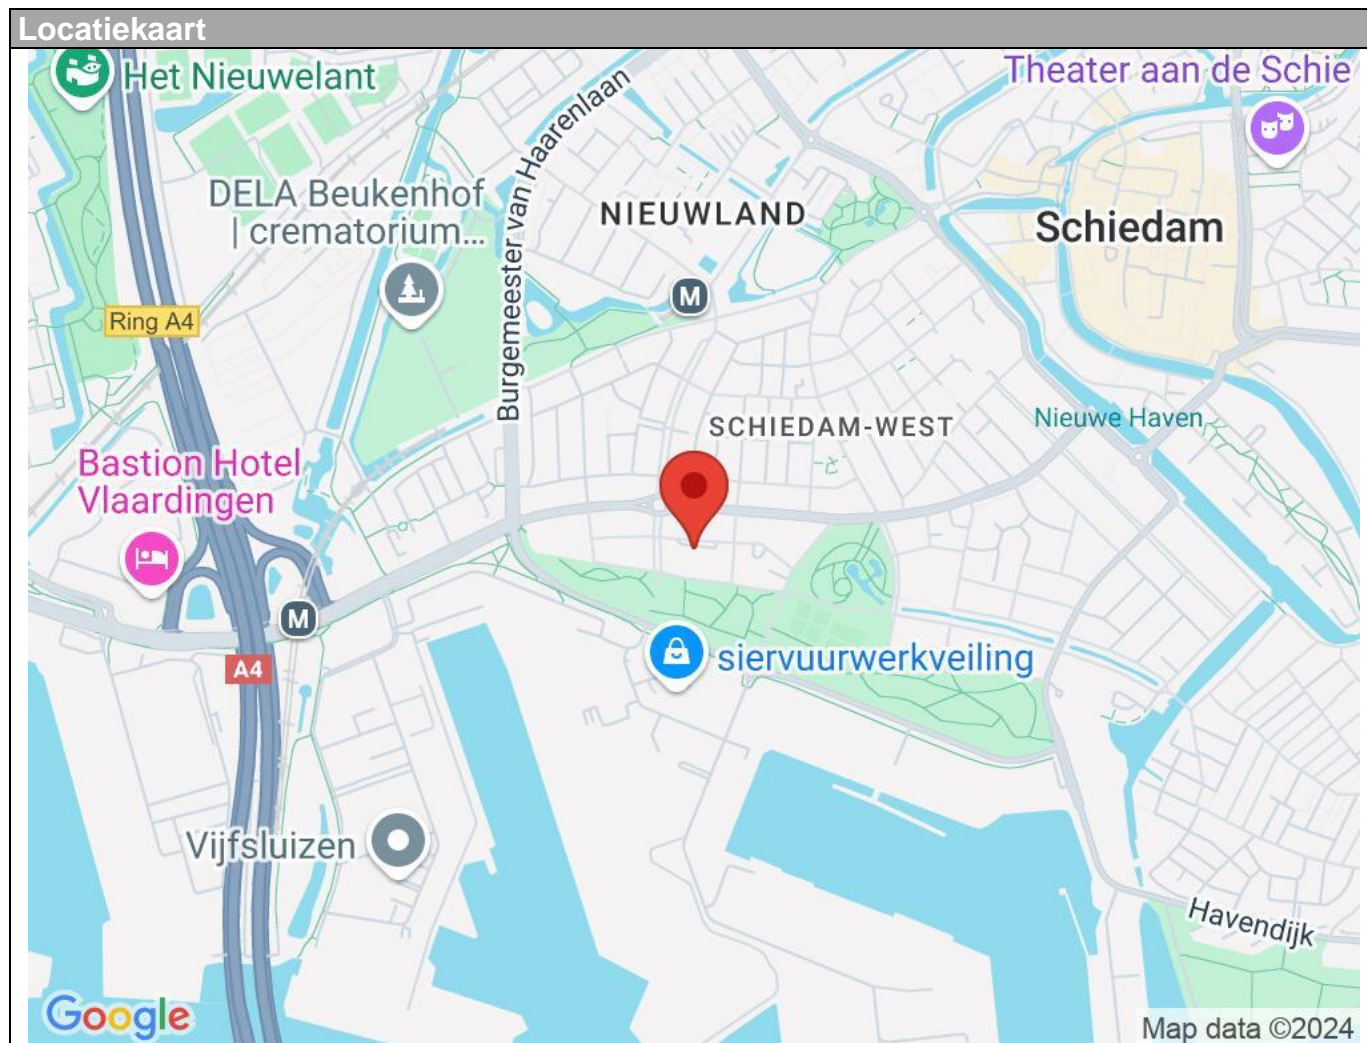 Locatiekaart
Het Nieuwelant
Theater aan de Schie
Burgemeester van Haarenlaan
DELA Beukenhof
| crematorium...
NIEUWLAND
Schiedam
M
Ring A4
SCHIEDAM-WEST
Nieuwe Haven
Bastion Hotel
Vlaardingen
M
siervuurwerkveiling
A4
Vijfsluizen
Havendijk
Google
Map data ©2024